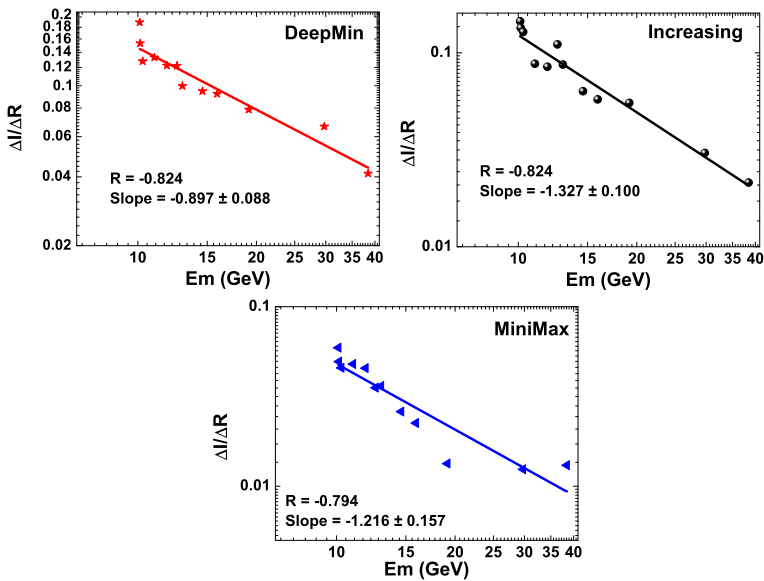 DeepMin
0.2
0.18
0.16
0.14
0.12
0.1
0.08
0.06
0.04
0.02
ΔI/ΔR
R = -0.824
Slope = -0.897 ± 0.088
10 15 20 25 30 35 40
Em (GeV)
Increasing
0.1
0.01
ΔI/ΔR
R = -0.824
Slope = -1.327 ± 0.100
10 15 20 25 30 35 40
Em (GeV)
MiniMax
0.1
0.01
ΔI/ΔR
R = -0.794
Slope = -1.216 ± 0.157
10 15 20 25 30 35 40
Em (GeV)